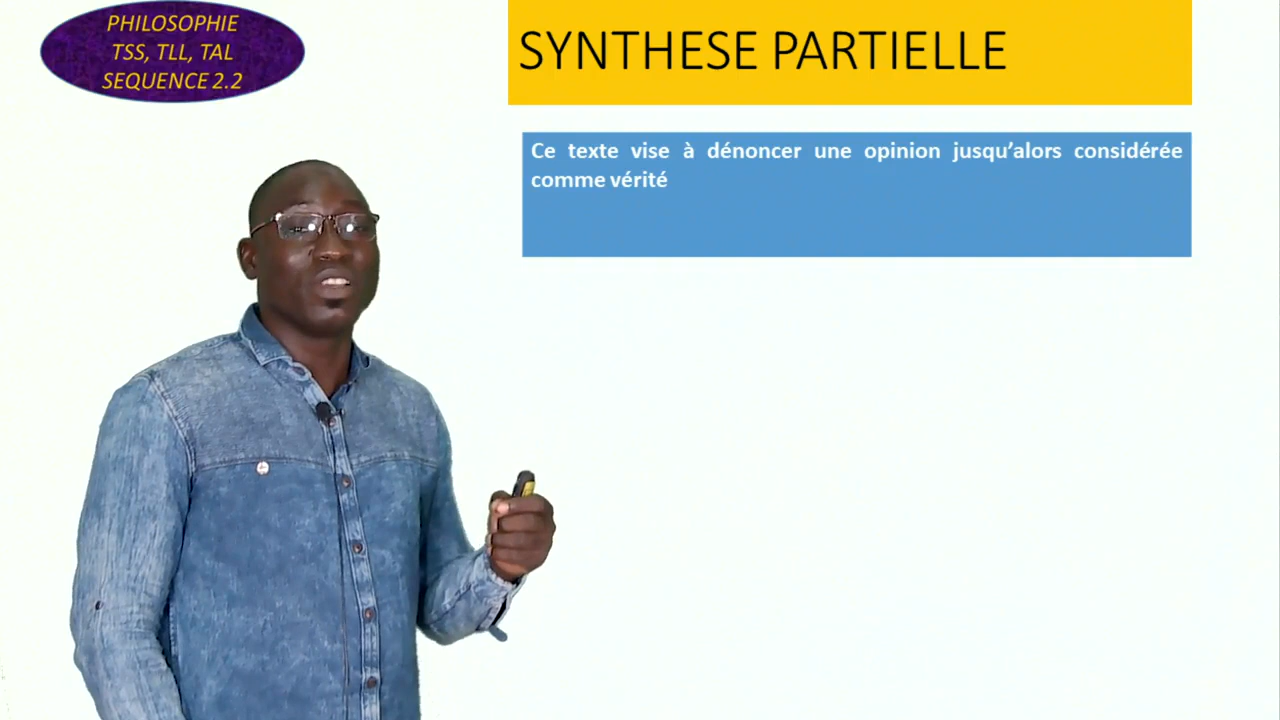 PHILOSOPHIE
TSS, TLL, TAL
SEQUENCE 2.2
SYNTHESE PARTIELLE
Ce texte vise à dénoncer une opinion jusqu'alors considérée
comme vérité